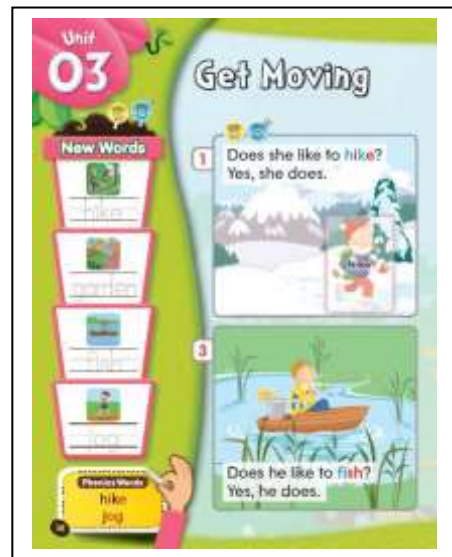 Unit
03
Get Moving
New Words
hike
garden
fish
jog
Phonics Words
hike
jog
1
Does she like to hike?
Yes, she does.
3
Does he like to fish?
Yes, he does.